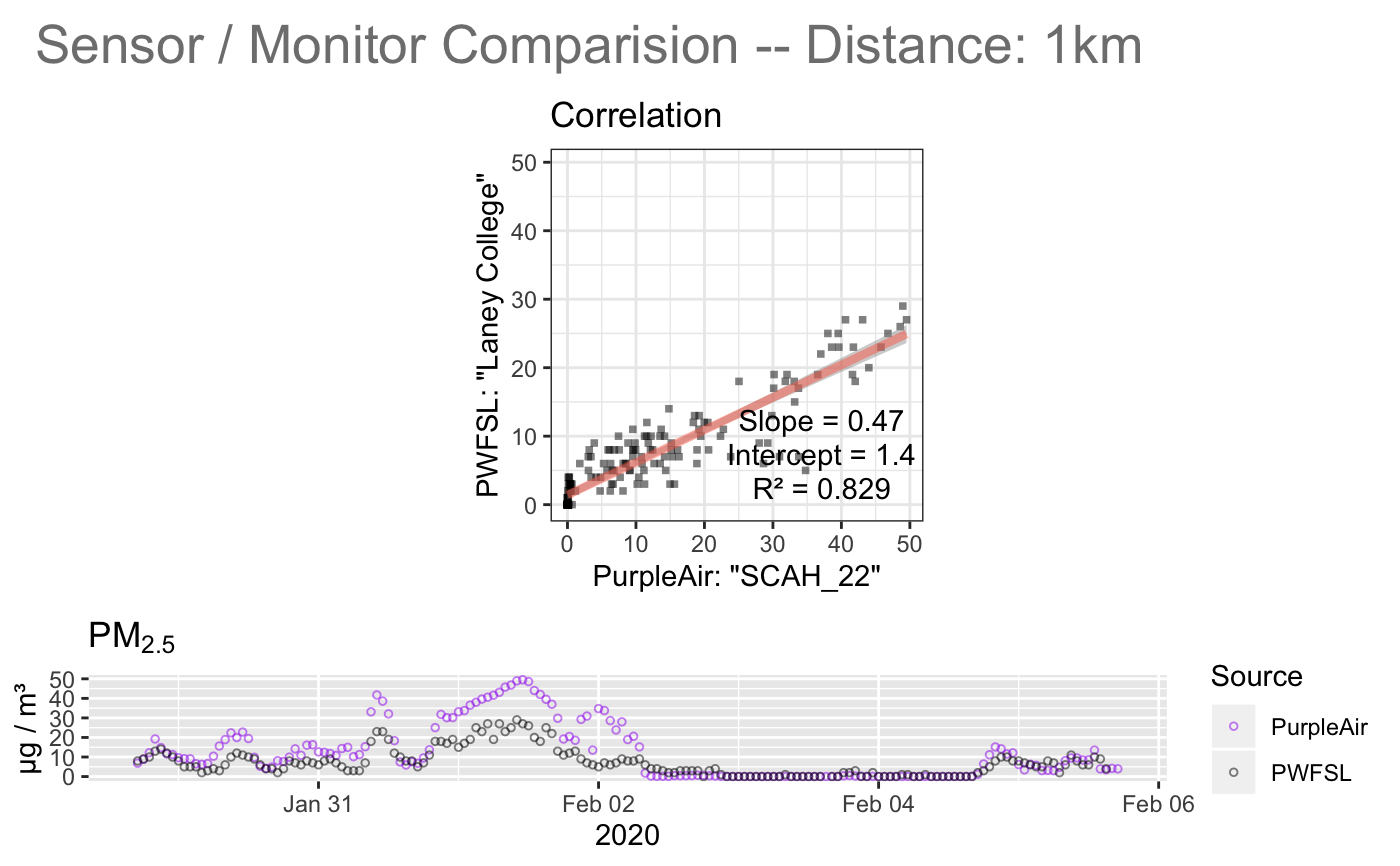 Sensor / Monitor Comparision -- Distance: 1km
Correlation
50
40
30
20
10
0
PWFSL: "Laney College"
Slope = 0.47
Intercept = 1.4
R² = 0.829
0 10 20 30 40 50
PurpleAir: "SCAH_22"
PM2.5
50
40
30
20
10
0
µg / m³
Jan 31 Feb 02 Feb 04 Feb 06
2020
Source
PurpleAir
PWFSL